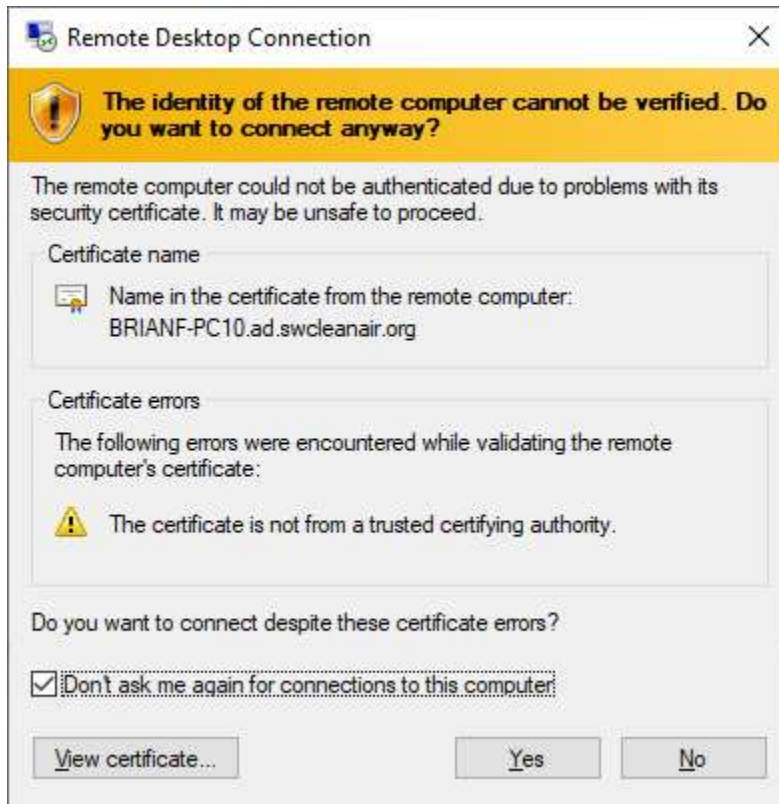 Remote Desktop Connection
The identity of the remote computer cannot be verified. Do
you want to connect anyway?
The remote computer could not be authenticated due to problems with its
security certificate. It may be unsafe to proceed.
Certificate name
Name in the certificate from the remote computer:
BRIANF-PC10.ad.swcleanair.org
Certificate errors
The following errors were encountered while validating the remote
computer's certificate:
The certificate is not from a trusted certifying authority.
Do you want to connect despite these certificate errors?
Don't ask me again for connections to this computer
View certificate... Yes No